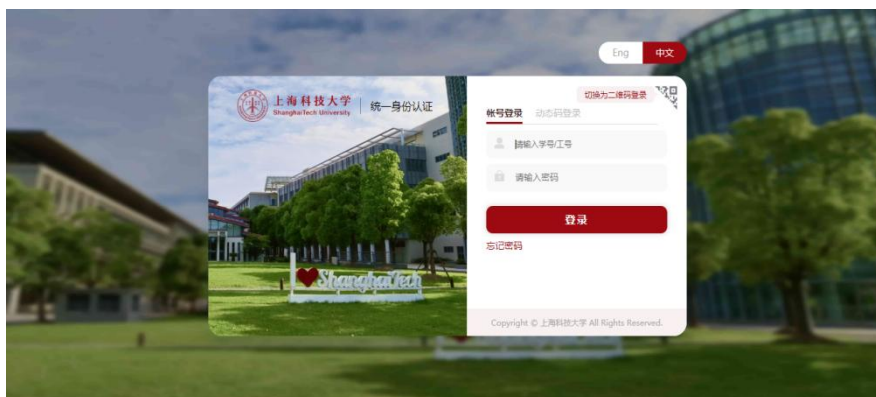 Eng 中文
上海科技大学
ShanghaiTech University
统一身份认证
切换为二维码登录
帐号登录 动态码登录
请输入学号/工号
请输入密码
登录
忘记密码
ShanghaiTech
Copyright © 上海科技大学 All Rights Reserved.